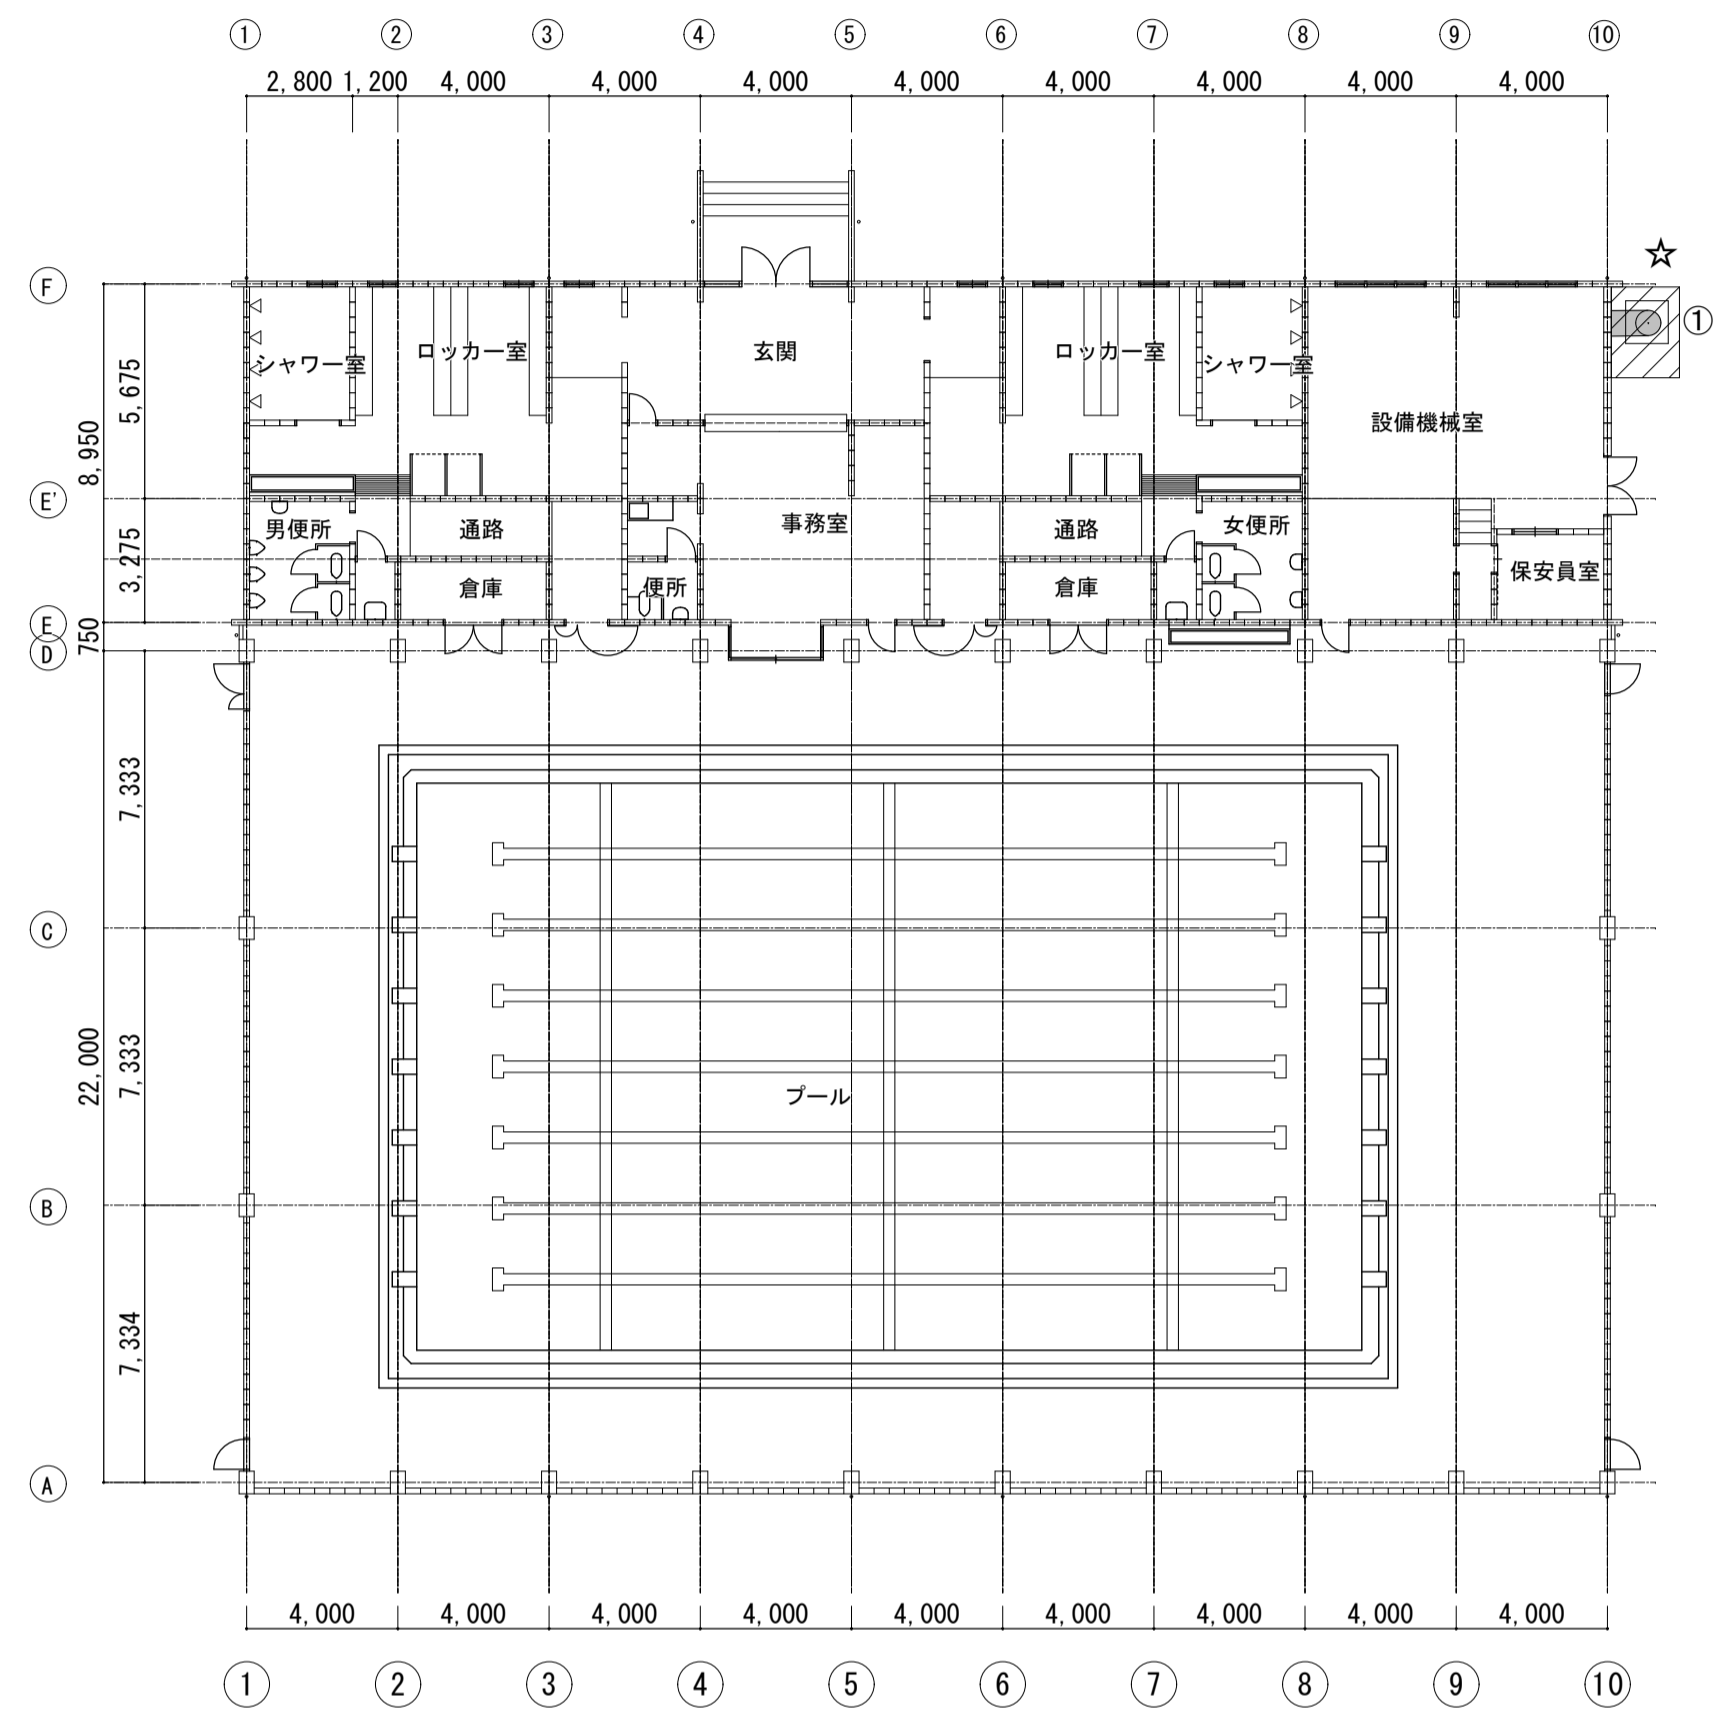 ① ② ③ ④ ⑤ ⑥ ⑦ ⑧ ⑨ ⑩
2,800 1,200 4,000 4,000 4,000 4,000 4,000 4,000 4,000 4,000
☆
Ⓕ
①
シャワー室 ロッカー室 玄関 ロッカー室 シャワー室
5,675
設備機械室
8,950
Ⓔ'
男便所 通路 事務室 通路 女便所
3,275
倉庫 便所 倉庫 保安員室
Ⓔ
750
Ⓓ
7,333
Ⓒ
22,000
7,333
プール
Ⓑ
7,334
Ⓐ
4,000 4,000 4,000 4,000 4,000 4,000 4,000 4,000 4,000
① ② ③ ④ ⑤ ⑥ ⑦ ⑧ ⑨ ⑩